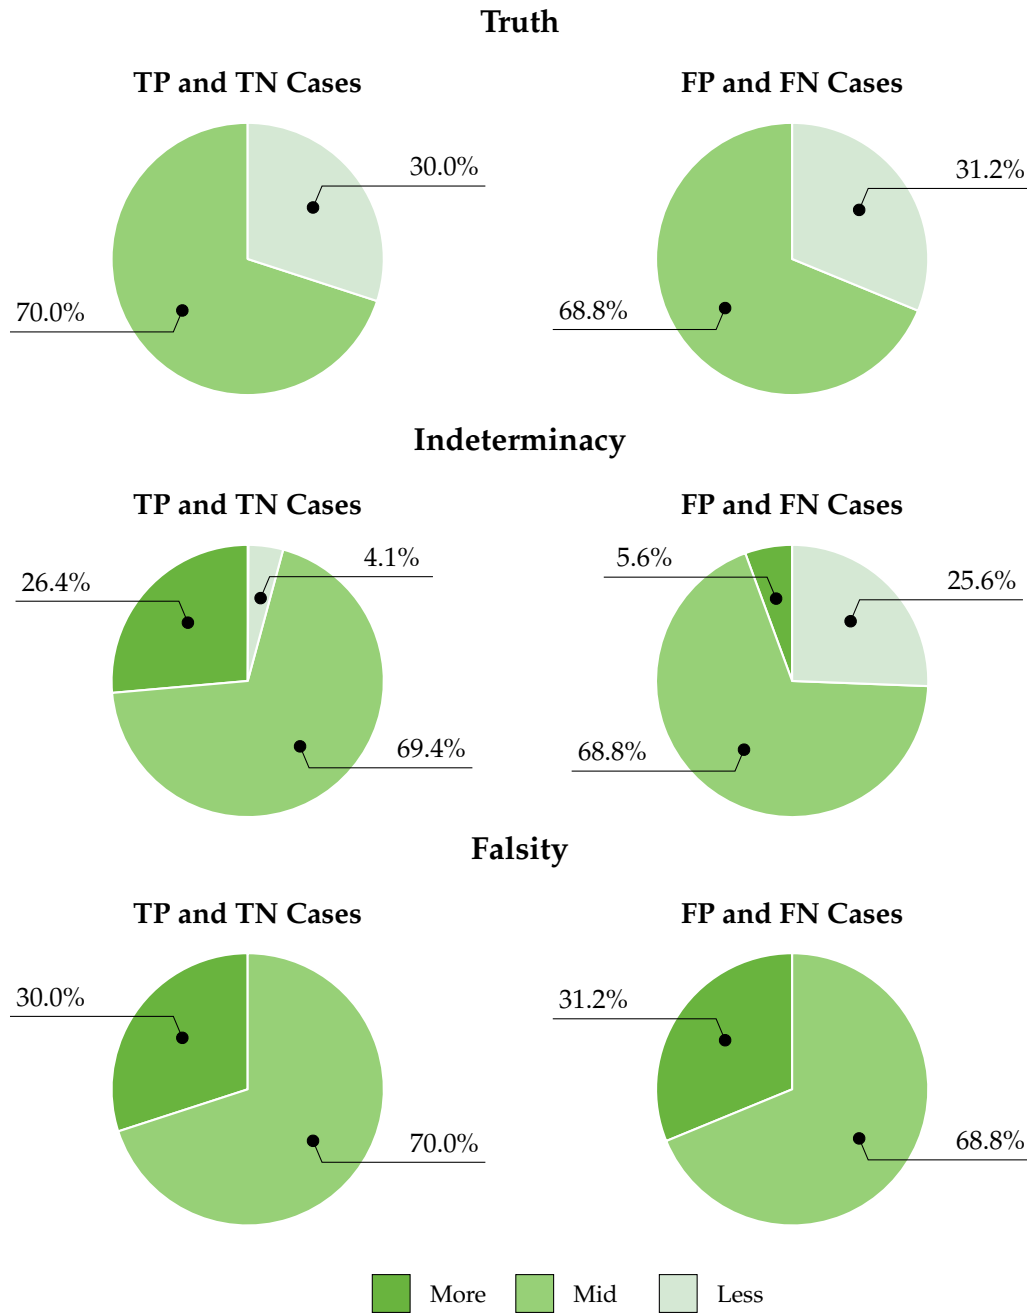 Truth
TP and TN Cases
FP and FN Cases
30.0%
31.2%
70.0%
68.8%
Indeterminacy
TP and TN Cases
FP and FN Cases
26.4%
4.1%
5.6%
25.6%
69.4%
68.8%
Falsity
TP and TN Cases
FP and FN Cases
30.0%
31.2%
70.0%
68.8%
More
Mid
Less